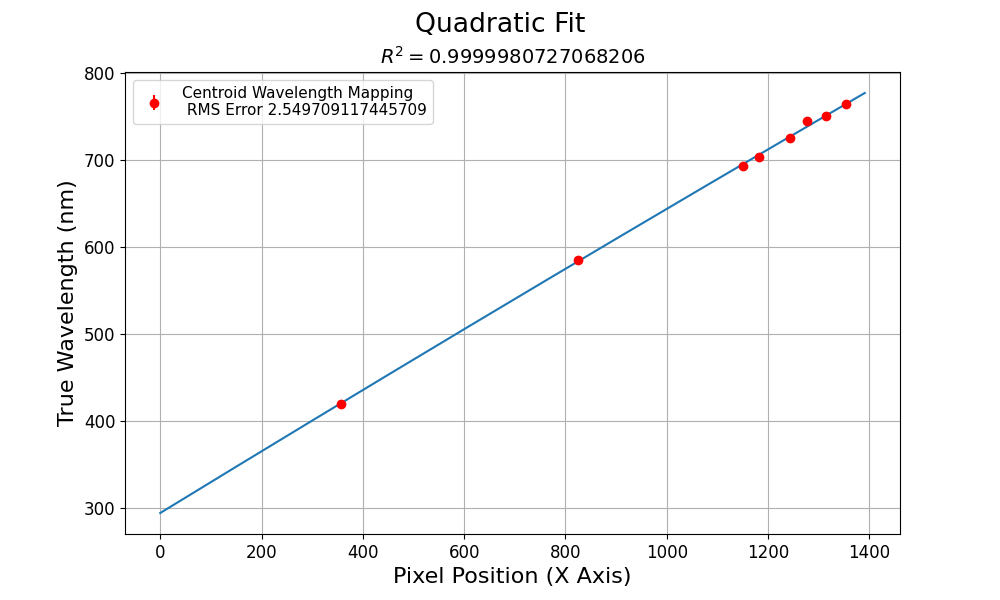 Quadratic Fit
R² = 0.9999980727068206
Centroid Wavelength Mapping
RMS Error 2.549709117445709
True Wavelength (nm)
800
700
600
500
400
300
0 200 400 600 800 1000 1200 1400
Pixel Position (X Axis)